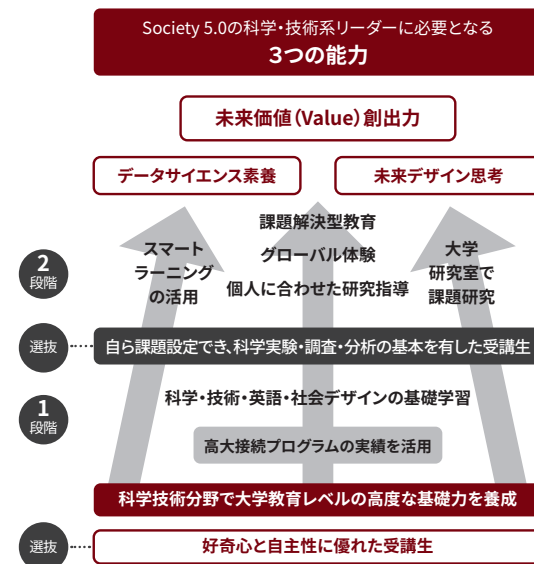 Society 5.0の科学・技術系リーダーに必要となる
3つの能力
未来価値(Value)創出力
データサイエンス素養
未来デザイン思考
課題解決型教育
グローバル体験
個人に合わせた研究指導
スマート
ラーニング
の活用
大学
研究室で
課題研究
2
段階
選抜
自ら課題設定でき、科学実験・調査・分析の基本を有した受講生
1
段階
科学・技術・英語・社会デザインの基礎学習
高大接続プログラムの実績を活用
科学技術分野で大学教育レベルの高度な基礎力を養成
選抜
好奇心と自主性に優れた受講生